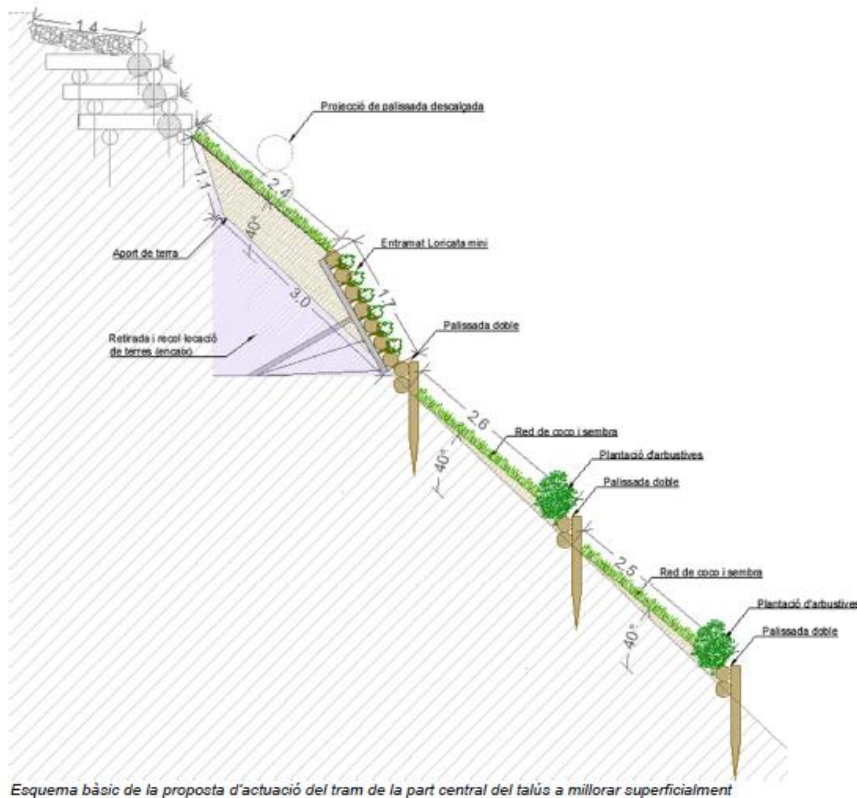 1.4
Projecció de palissada descalçada
2.4
1.1
40°
Entramat Loricata mini
Aport de terra
1.7
3.0
Palissada doble
Retirada i recol·locació
de terres (encaix)
2.6
Red de coco i sembra
40°
Plantació d'arbustives
Palissada doble
2.5
Red de coco i sembra
Plantació d'arbustives
40°
Palissada doble
Esquema bàsic de la proposta d'actuació del tram de la part central del talús a millorar superficialment